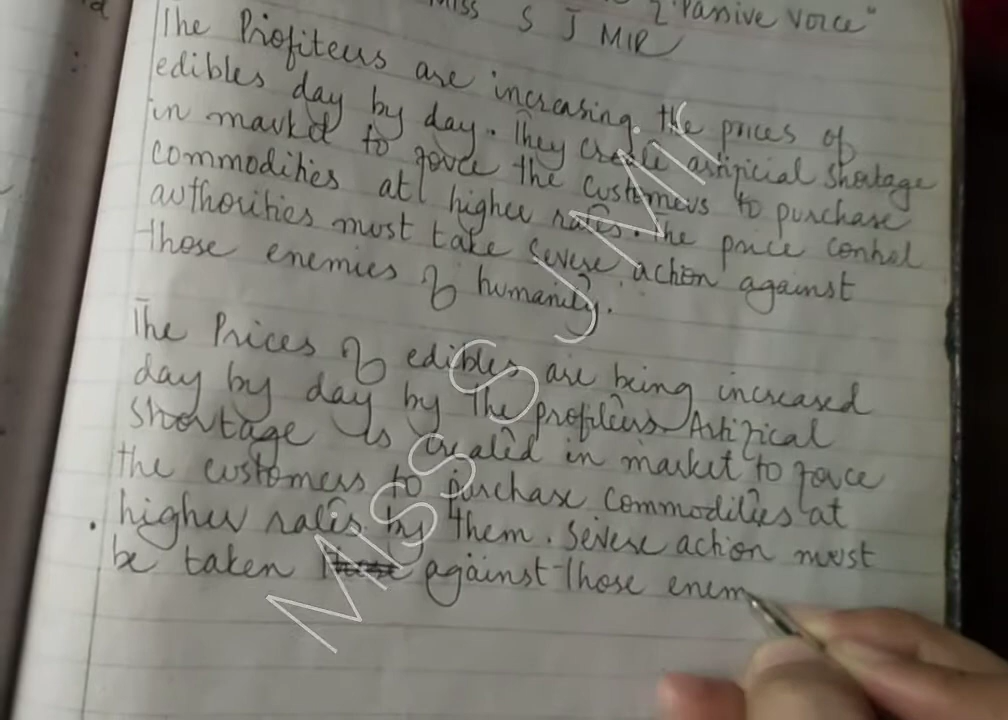 2 "Passive voice"
Miss S J MIR
The Profiteers are increasing the prices of
edibles day by day. They create artificial shortage
in market to force the customers to purchase
commodities at higher rates. The price control
authorities must take severe action against
those enemies of humanity.
The Prices of edibles are being increased
day by day by the profiteers. Artifical
shortage is created in market to force
the customers to purchase commodities at
higher rates by them. Severe action must
be taken against those enem
MISS S J MIR